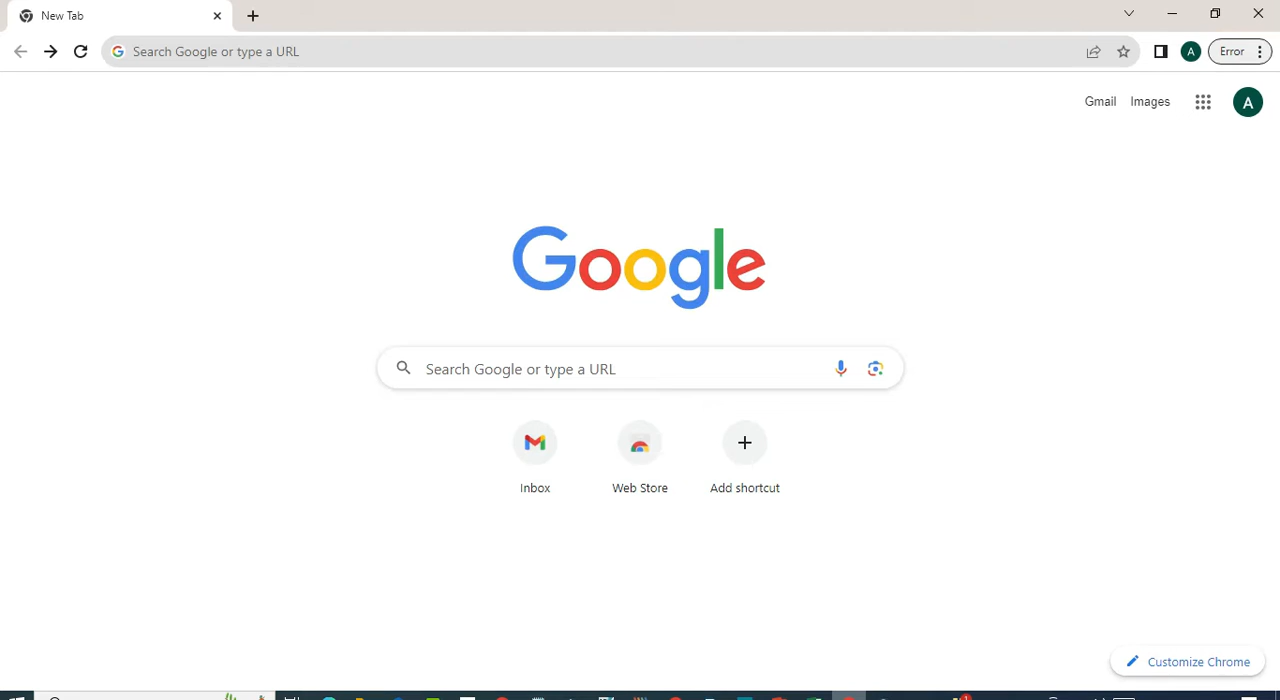 New Tab
Search Google or type a URL
A
Error
Gmail
Images
A
Google
Search Google or type a URL
Inbox
Web Store
Add shortcut
Customize Chrome
1